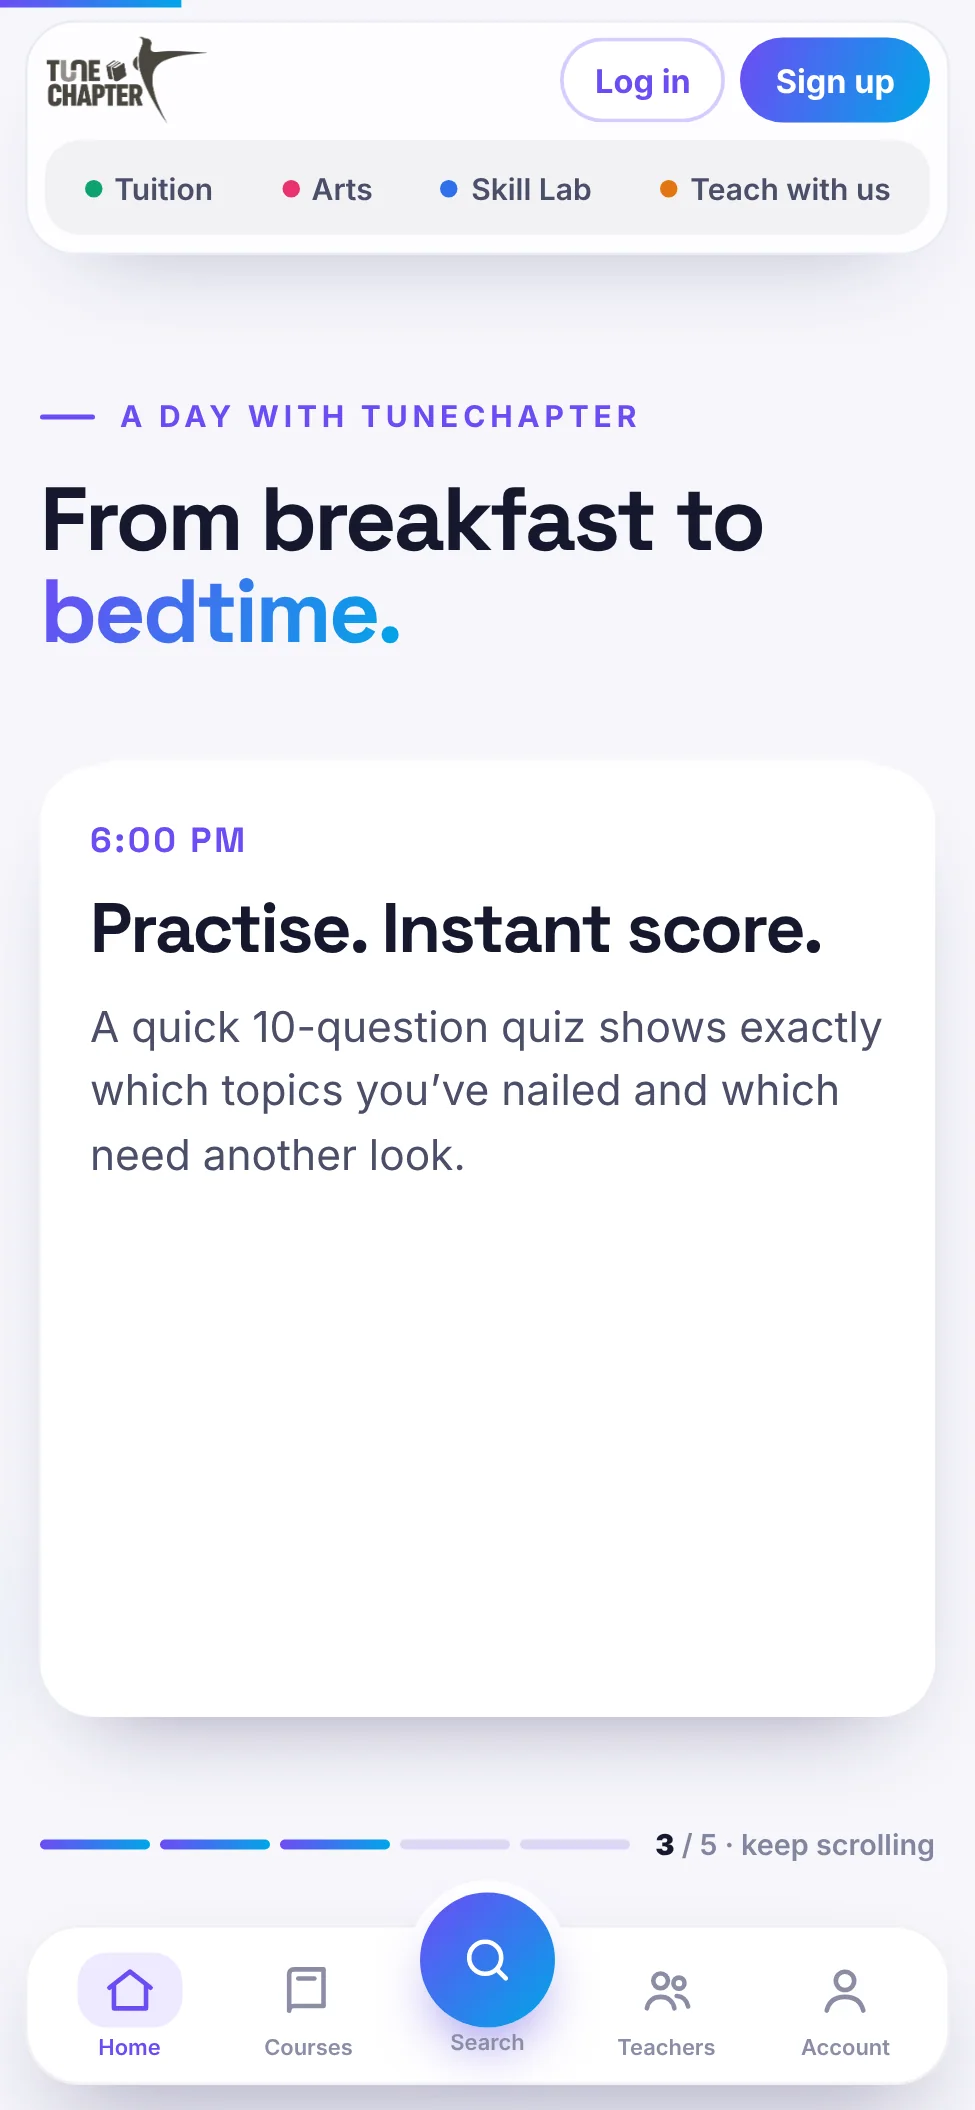 TUNE
CHAPTER
Log in
Sign up
Tuition
Arts
Skill Lab
Teach with us
A DAY WITH TUNECHAPTER
From breakfast to
bedtime.
6:00 PM
Practise. Instant score.
A quick 10-question quiz shows exactly
which topics you’ve nailed and which
need another look.
3 / 5 · keep scrolling
Home
Courses
Search
Teachers
Account